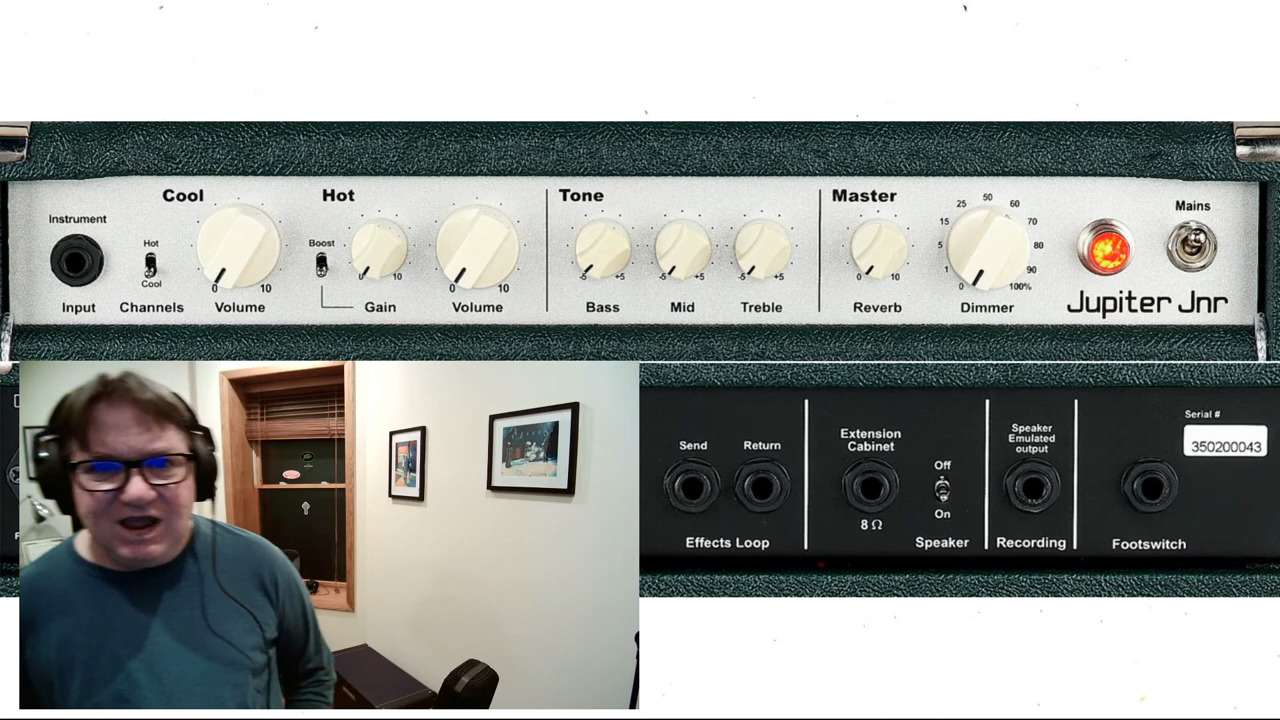 Cool
Hot
Tone
Master
Instrument
Mains
Hot
Cool
Boost
0 10
0 10
0 10
-5 +5
-5 +5
-5 +5
0 10
0 1 5 15 25 50 60 70 80 90 100%
Input
Channels
Volume
Gain
Volume
Bass
Mid
Treble
Reverb
Dimmer
Jupiter Jnr
Send
Return
Effects Loop
Extension
Cabinet
8 Ω
Off
On
Speaker
Speaker
Emulated
output
Recording
Footswitch
Serial #
350200043